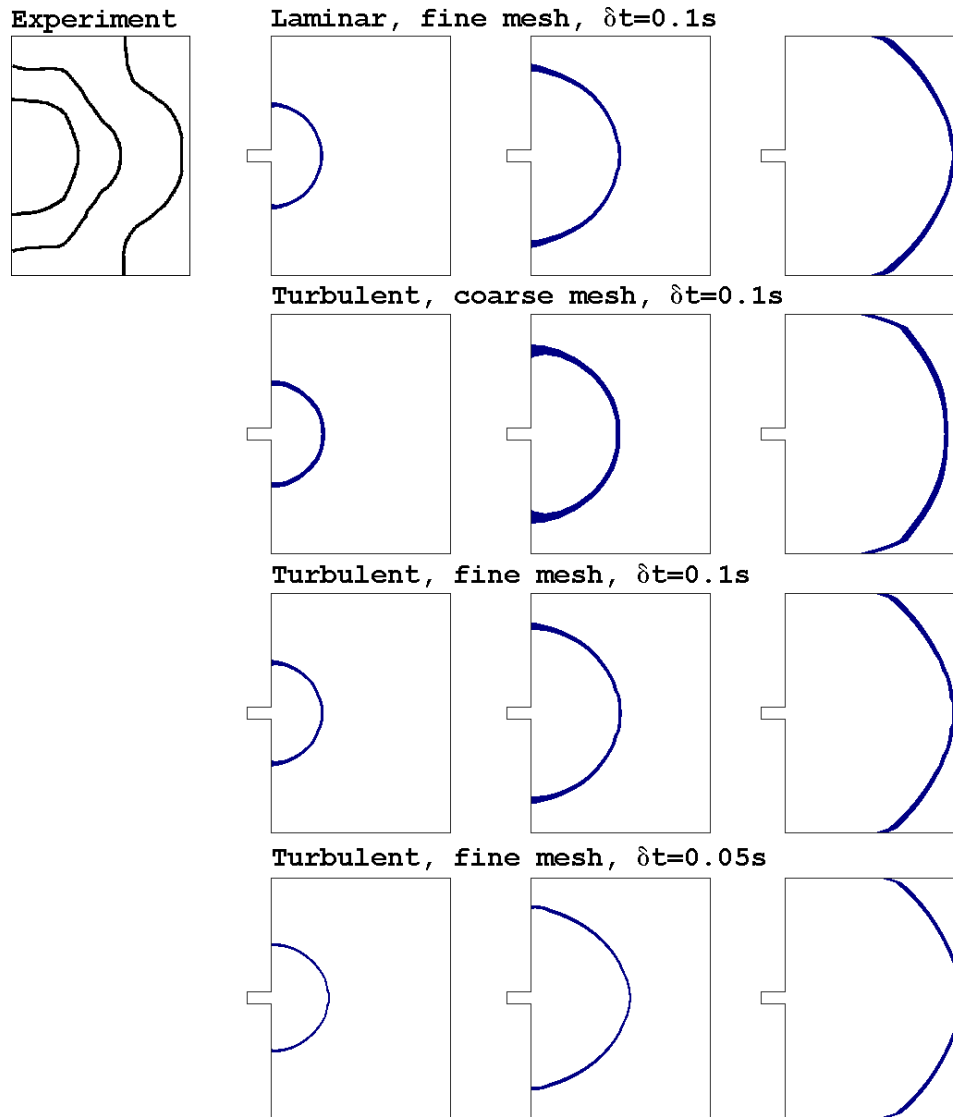 Experiment
Laminar, fine mesh, δt=0.1s
Turbulent, coarse mesh, δt=0.1s
Turbulent, fine mesh, δt=0.1s
Turbulent, fine mesh, δt=0.05s